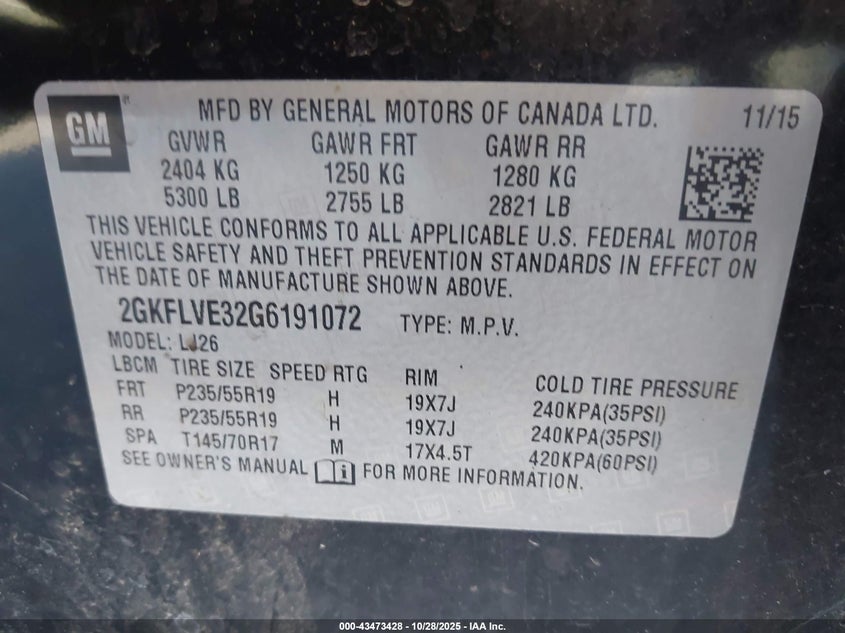 GM
MFD BY GENERAL MOTORS OF CANADA LTD. 11/15
GVWR GAWR FRT GAWR RR
2404 KG 1250 KG 1280 KG
5300 LB 2755 LB 2821 LB
THIS VEHICLE CONFORMS TO ALL APPLICABLE U.S. FEDERAL MOTOR
VEHICLE SAFETY AND THEFT PREVENTION STANDARDS IN EFFECT ON
THE DATE OF MANUFACTURE SHOWN ABOVE.
2GKFLVE32G6191072 TYPE: M.P.V.
MODEL: LJ26
LBCM TIRE SIZE SPEED RTG RIM COLD TIRE PRESSURE
FRT P235/55R19 H 19X7J 240KPA(35PSI)
RR P235/55R19 H 19X7J 240KPA(35PSI)
SPA T145/70R17 M 17X4.5T 420KPA(60PSI)
SEE OWNER'S MANUAL FOR MORE INFORMATION.
000-43473428 - 10/28/2025 - IAA Inc.